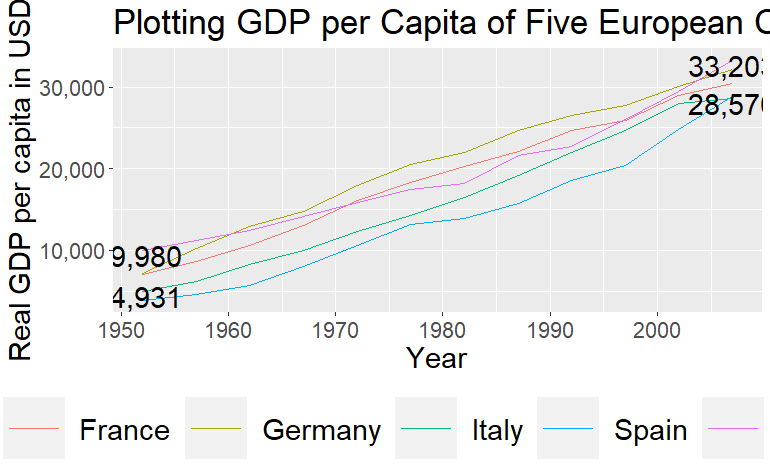 Plotting GDP per Capita of Five European C
Real GDP per capita in USD
30,000
20,000
10,000
33,203
28,570
9,980
4,931
1950 1960 1970 1980 1990 2000
Year
France Germany Italy Spain